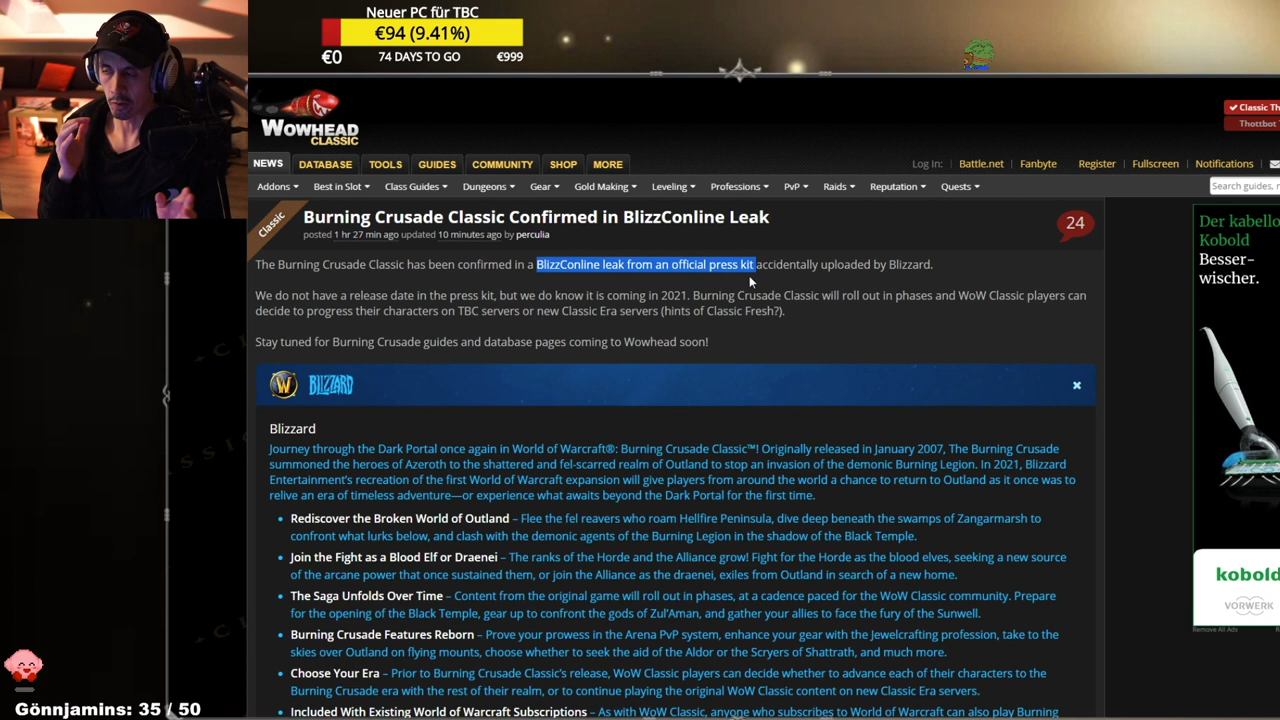 Neuer PC für TBC
€94 (9.41%)
€0 74 DAYS TO GO €999
WOWHEAD
CLASSIC
Classic Th
Thottbot
NEWS DATABASE TOOLS GUIDES COMMUNITY SHOP MORE
Log In: Battle.net Fanbyte Register Fullscreen Notifications
Addons Best in Slot Class Guides Dungeons Gear Gold Making Leveling Professions PvP Raids Reputation Quests
Search guides, n
Classic
Burning Crusade Classic Confirmed in BlizzConline Leak
24
posted 1 hr 27 min ago updated 10 minutes ago by perculia
The Burning Crusade Classic has been confirmed in a BlizzConline leak from an official press kit accidentally uploaded by Blizzard.
We do not have a release date in the press kit, but we do know it is coming in 2021. Burning Crusade Classic will roll out in phases and WoW Classic players can
decide to progress their characters on TBC servers or new Classic Era servers (hints of Classic Fresh?).
Stay tuned for Burning Crusade guides and database pages coming to Wowhead soon!
BLIZZARD
Blizzard
Journey through the Dark Portal once again in World of Warcraft®: Burning Crusade Classic™! Originally released in January 2007, The Burning Crusade
summoned the heroes of Azeroth to the shattered and fel-scarred realm of Outland to stop an invasion of the demonic Burning Legion. In 2021, Blizzard
Entertainment's recreation of the first World of Warcraft expansion will give players from around the world a chance to return to Outland as it once was to
relive an era of timeless adventure—or experience what awaits beyond the Dark Portal for the first time.
• Rediscover the Broken World of Outland – Flee the fel reavers who roam Hellfire Peninsula, dive deep beneath the swamps of Zangarmarsh to
confront what lurks below, and clash with the demonic agents of the Burning Legion in the shadow of the Black Temple.
• Join the Fight as a Blood Elf or Draenei – The ranks of the Horde and the Alliance grow! Fight for the Horde as the blood elves, seeking a new source
of the arcane power that once sustained them, or join the Alliance as the draenei, exiles from Outland in search of a new home.
• The Saga Unfolds Over Time – Content from the original game will roll out in phases, at a cadence paced for the WoW Classic community. Prepare
for the opening of the Black Temple, gear up to confront the gods of Zul'Aman, and gather your allies to face the fury of the Sunwell.
• Burning Crusade Features Reborn – Prove your prowess in the Arena PvP system, enhance your gear with the Jewelcrafting profession, take to the
skies over Outland on flying mounts, choose whether to seek the aid of the Aldor or the Scryers of Shattrath, and much more.
• Choose Your Era – Prior to Burning Crusade Classic's release, WoW Classic players can decide whether to advance each of their characters to the
Burning Crusade era with the rest of their realm, or to continue playing the original WoW Classic content on new Classic Era servers.
• Included With Existing World of Warcraft Subscriptions – As with WoW Classic, anyone who subscribes to World of Warcraft can also play Burning
Der kabello
Kobold
Besser-
wischer.
kobold
VORWERK
Remove All Ads
Gönnjamins: 35 / 50